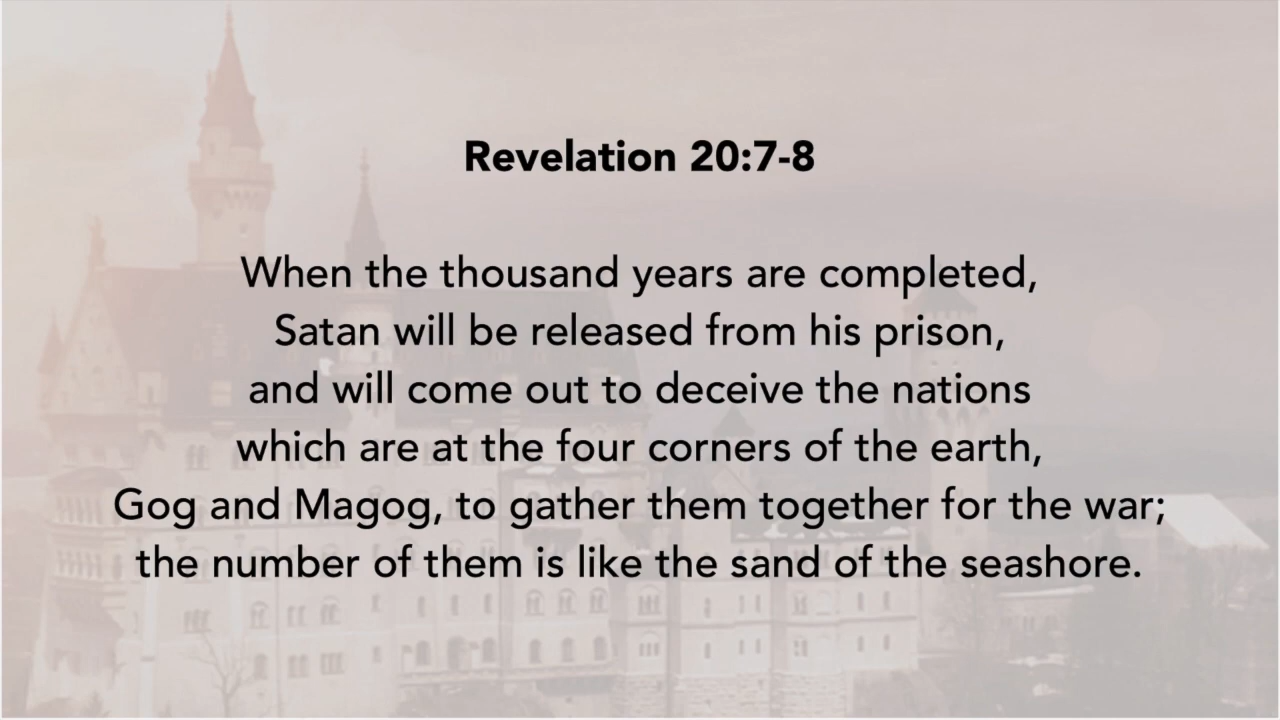 Revelation 20:7-8
When the thousand years are completed,
Satan will be released from his prison,
and will come out to deceive the nations
which are at the four corners of the earth,
Gog and Magog, to gather them together for the war;
the number of them is like the sand of the seashore.